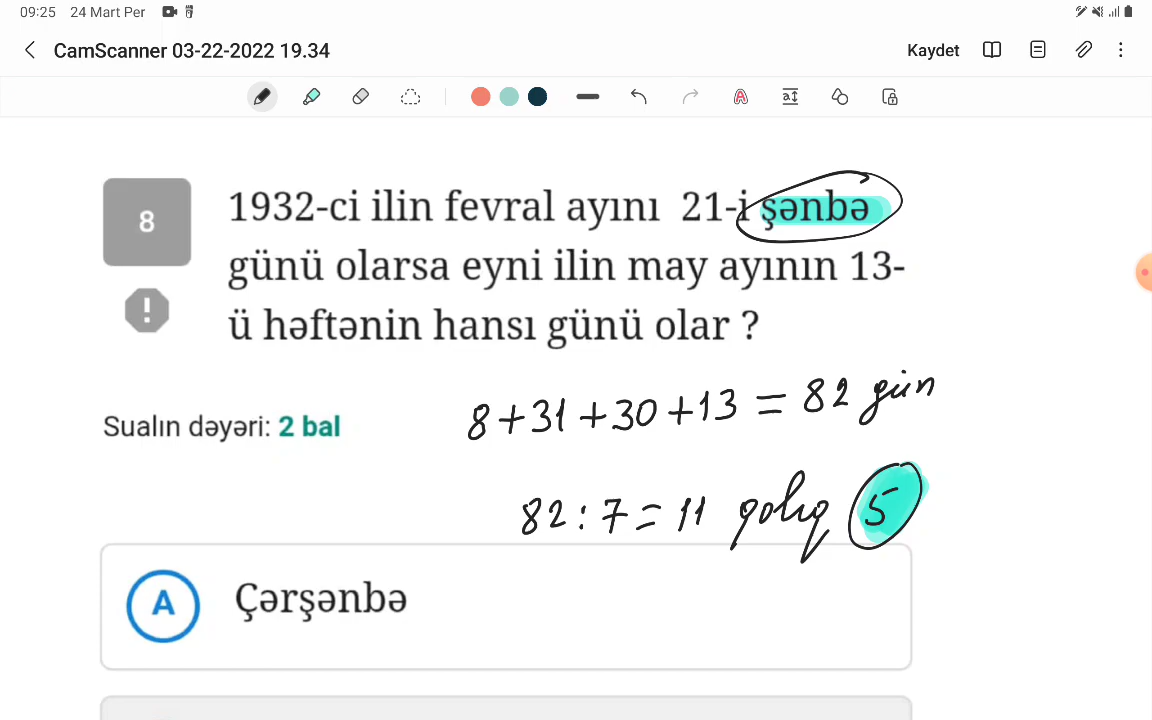 09:25 24 Mart Per
CamScanner 03-22-2022 19.34
Kaydet
8
1932-ci ilin fevral ayını 21-i şənbə
günü olarsa eyni ilin may ayının 13-
ü həftənin hansı günü olar ?
8+31+30+13 = 82 gün
Sualın dəyəri: 2 bal
82:7=11 qalıq 5
A Çərşənbə